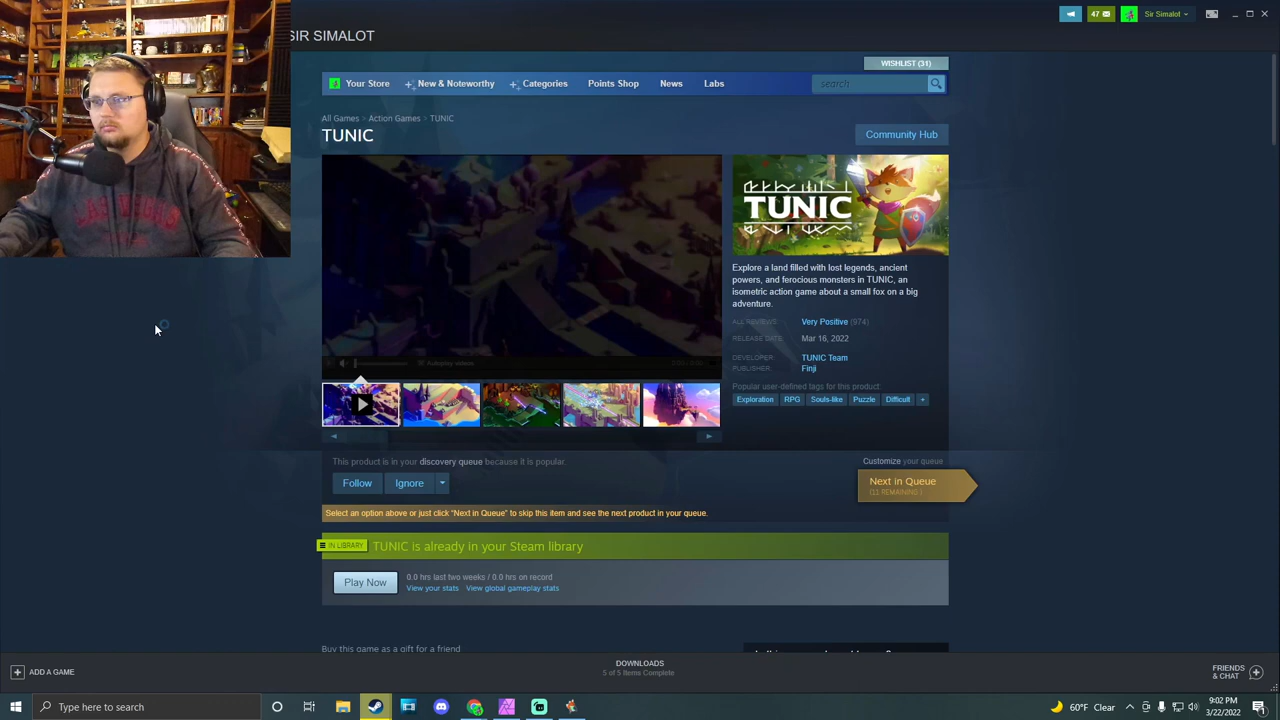 47
Sir Simalot
SIR SIMALOT
WISHLIST (31)
Your Store
New & Noteworthy
Categories
Points Shop
News
Labs
search
All Games > Action Games > TUNIC
TUNIC
Community Hub
TUNIC
Explore a land filled with lost legends, ancient
powers, and ferocious monsters in TUNIC, an
isometric action game about a small fox on a big
adventure.
ALL REVIEWS: Very Positive (974)
RELEASE DATE: Mar 16, 2022
DEVELOPER: TUNIC Team
PUBLISHER: Finji
Autoplay videos
Popular user-defined tags for this product:
Exploration RPG Souls-like Puzzle Difficult +
This product is in your discovery queue because it is popular.
Customize your queue
Follow
Ignore
Next in Queue
(11 REMAINING )
Select an option above or just click “Next in Queue” to skip this item and see the next product in your queue.
IN LIBRARY
TUNIC is already in your Steam library
Play Now
0.0 hrs last two weeks / 0.0 hrs on record
View your stats View global gameplay stats
Buy this game as a gift for a friend
ADD A GAME
DOWNLOADS
5 of 5 Items Complete
FRIENDS
& CHAT
Type here to search
60°F Clear
9:02 PM
3/22/2022